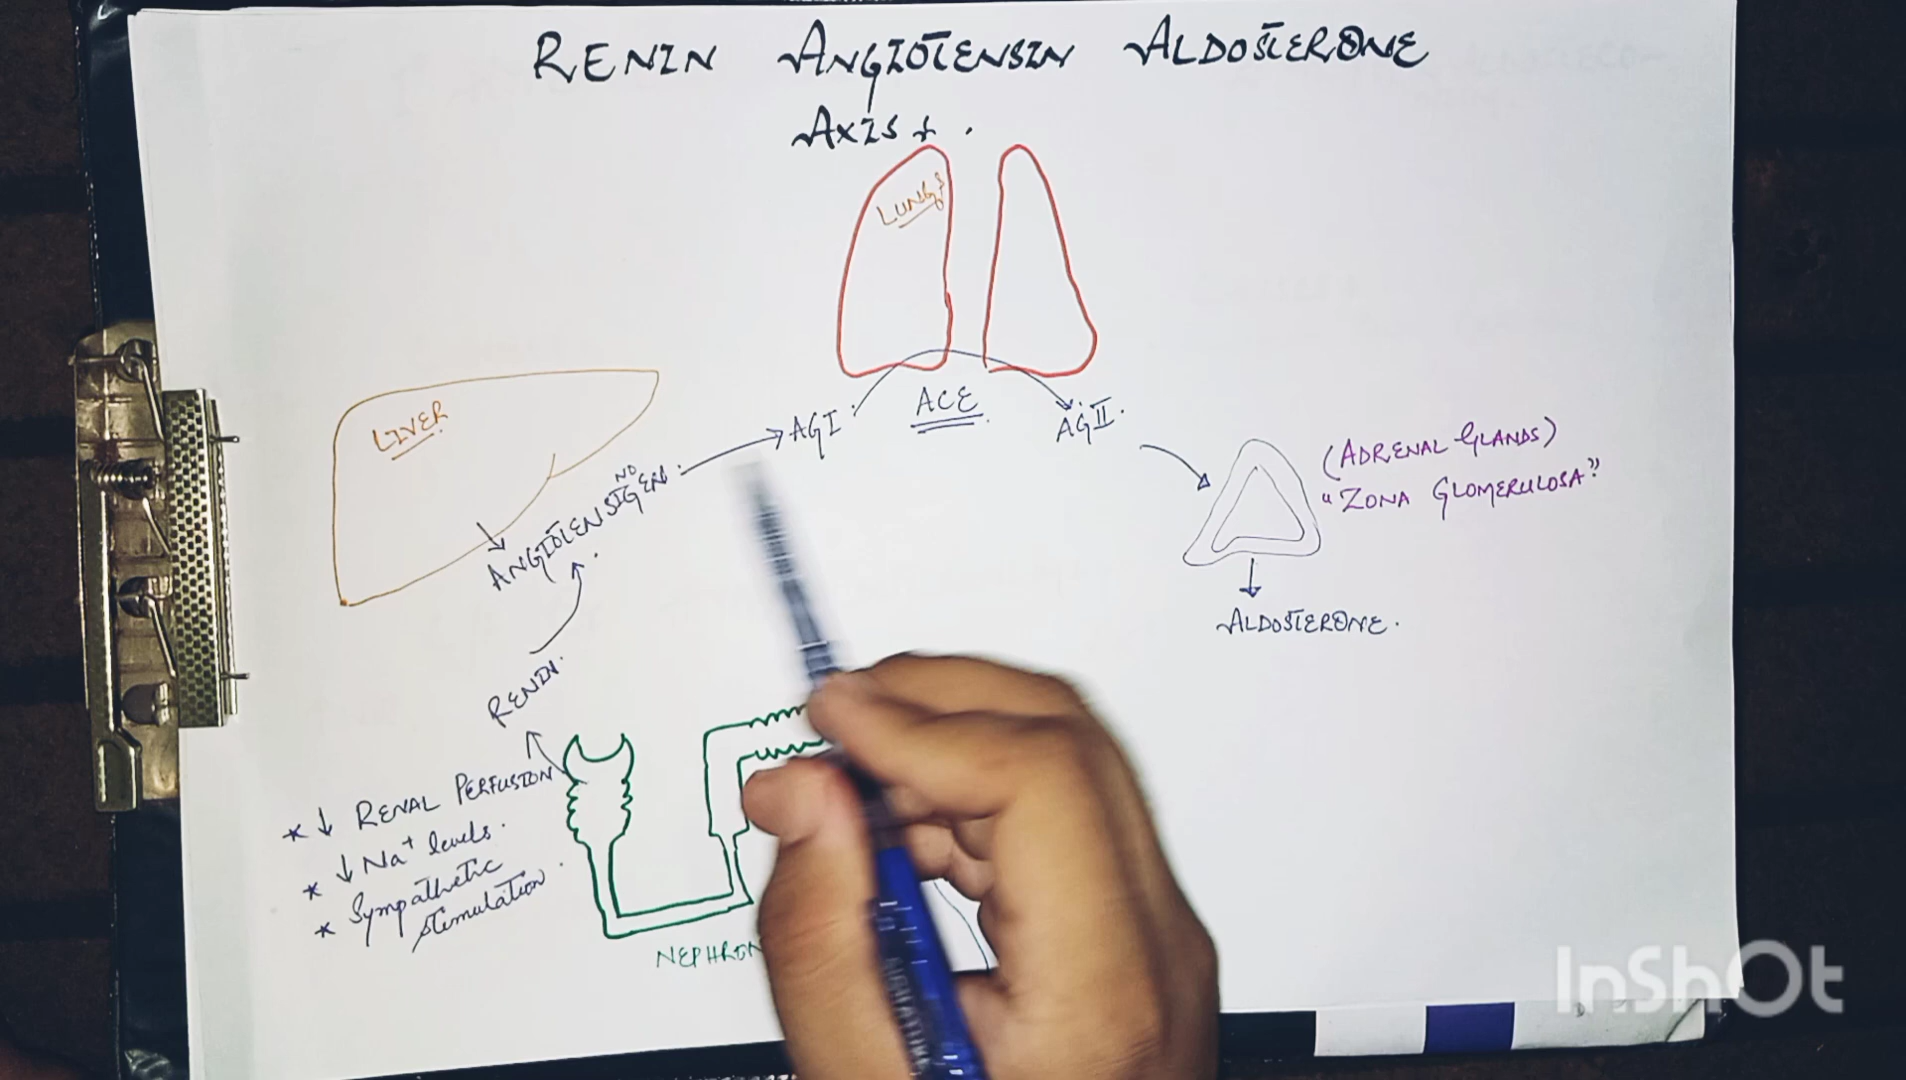 RENIN ANGIOTENSIN ALDOSTERONE
AXIS
LUNGS
LIVER
ACE
AGI
AGII
(ADRENAL GLANDS)
"ZONA GLOMERULOSA"
NO
ANGIOTENSIGEN
ALDOSTERONE.
RENIN.
* ↓ RENAL PERFUSION
* ↓ Na+ levels.
* Sympathetic
stimulation.
NEPHRON
InShOt